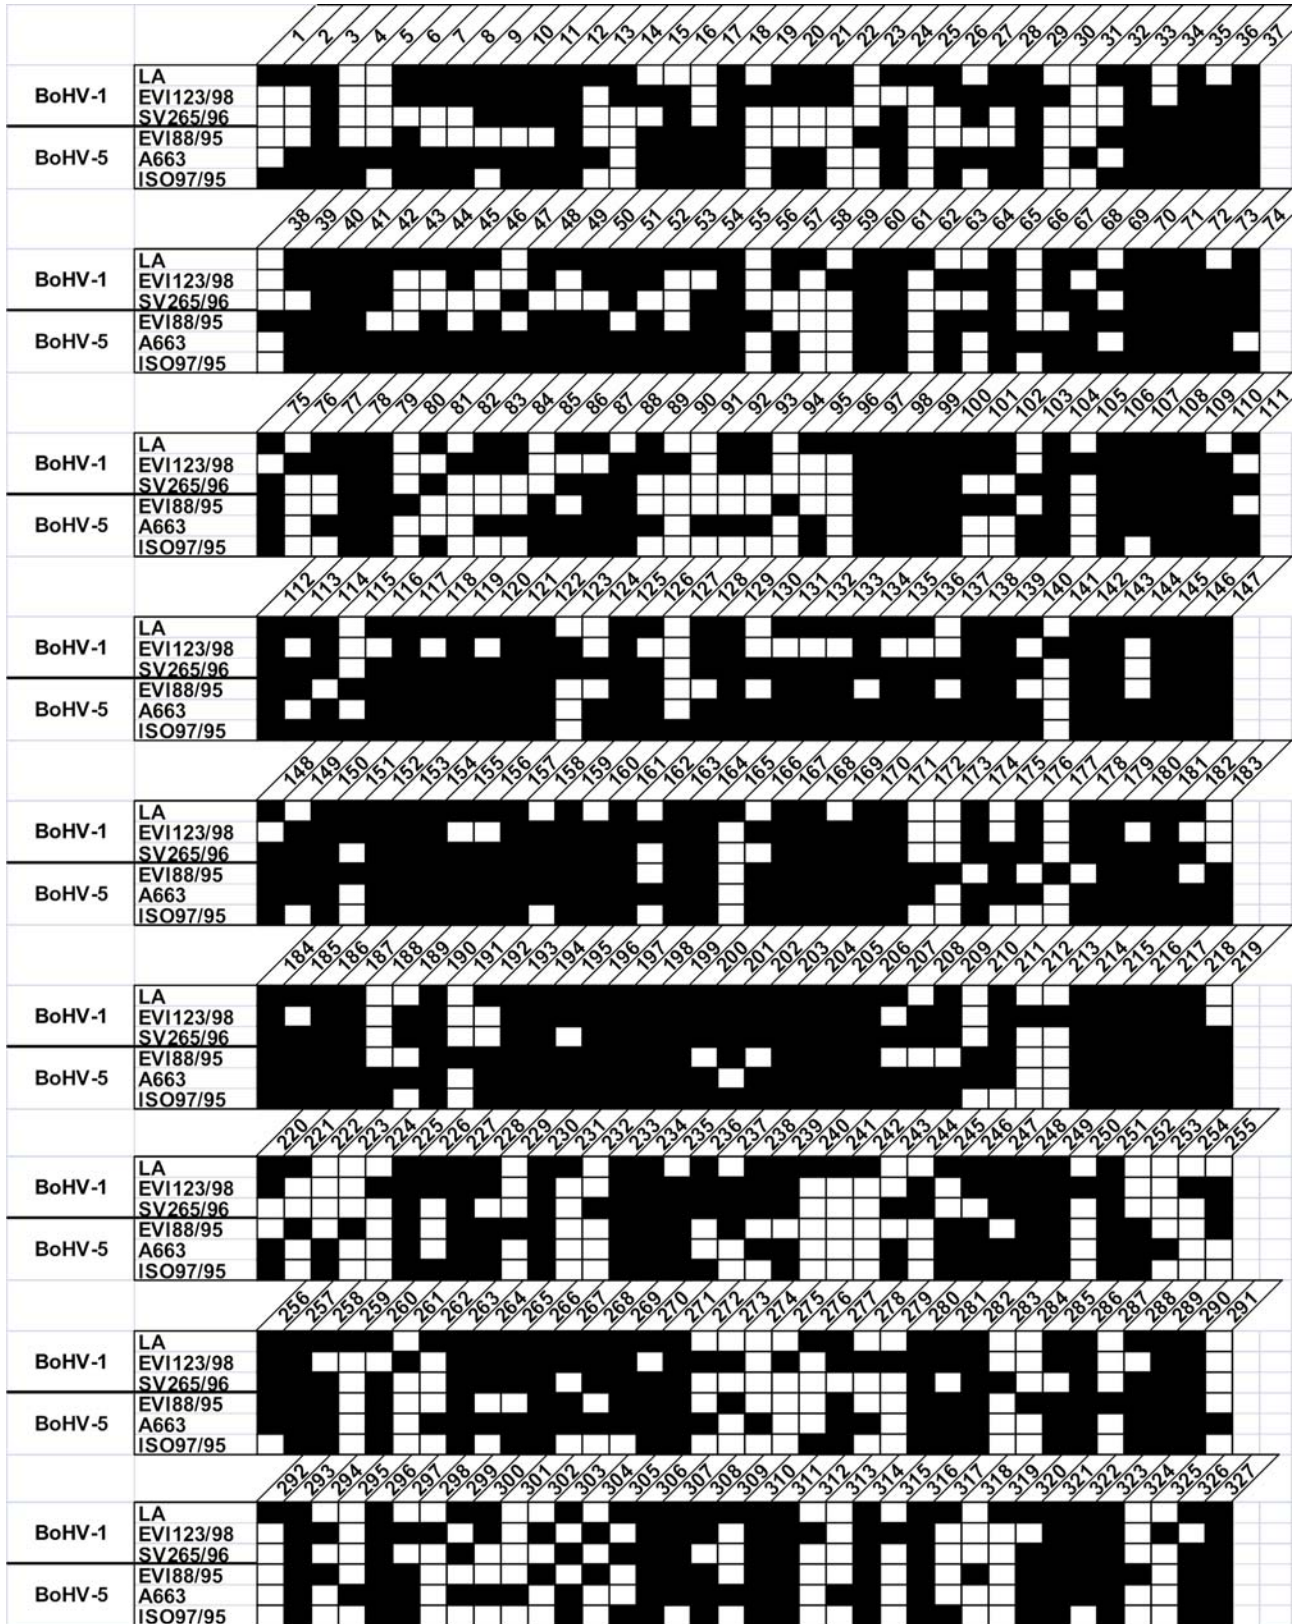 1 2 3 4 5 6 7 8 9 10 11 12 13 14 15 16 17 18 19 20 21 22 23 24 25 26 27 28 29 30 31 32 33 34 35 36 37
BoHV-1
LA
EVI123/98
SV265/96
BoHV-5
EVI88/95
A663
ISO97/95
38 39 40 41 42 43 44 45 46 47 48 49 50 51 52 53 54 55 56 57 58 59 60 61 62 63 64 65 66 67 68 69 70 71 72 73 74
BoHV-1
LA
EVI123/98
SV265/96
BoHV-5
EVI88/95
A663
ISO97/95
75 76 77 78 79 80 81 82 83 84 85 86 87 88 89 90 91 92 93 94 95 96 97 98 99 100 101 102 103 104 105 106 107 108 109 110 111
BoHV-1
LA
EVI123/98
SV265/96
BoHV-5
EVI88/95
A663
ISO97/95
112 113 114 115 116 117 118 119 120 121 122 123 124 125 126 127 128 129 130 131 132 133 134 135 136 137 138 139 140 141 142 143 144 145 146 147
BoHV-1
LA
EVI123/98
SV265/96
BoHV-5
EVI88/95
A663
ISO97/95
148 149 150 151 152 153 154 155 156 157 158 159 160 161 162 163 164 165 166 167 168 169 170 171 172 173 174 175 176 177 178 179 180 181 182 183
BoHV-1
LA
EVI123/98
SV265/96
BoHV-5
EVI88/95
A663
ISO97/95
184 185 186 187 188 189 190 191 192 193 194 195 196 197 198 199 200 201 202 203 204 205 206 207 208 209 210 211 212 213 214 215 216 217 218 219
BoHV-1
LA
EVI123/98
SV265/96
BoHV-5
EVI88/95
A663
ISO97/95
220 221 222 223 224 225 226 227 228 229 230 231 232 233 234 235 236 237 238 239 240 241 242 243 244 245 246 247 248 249 250 251 252 253 254 255
BoHV-1
LA
EVI123/98
SV265/96
BoHV-5
EVI88/95
A663
ISO97/95
256 257 258 259 260 261 262 263 264 265 266 267 268 269 270 271 272 273 274 275 276 277 278 279 280 281 282 283 284 285 286 287 288 289 290 291
BoHV-1
LA
EVI123/98
SV265/96
BoHV-5
EVI88/95
A663
ISO97/95
292 293 294 295 296 297 298 299 300 301 302 303 304 305 306 307 308 309 310 311 312 313 314 315 316 317 318 319 320 321 322 323 324 325 326 327
BoHV-1
LA
EVI123/98
SV265/96
BoHV-5
EVI88/95
A663
ISO97/95